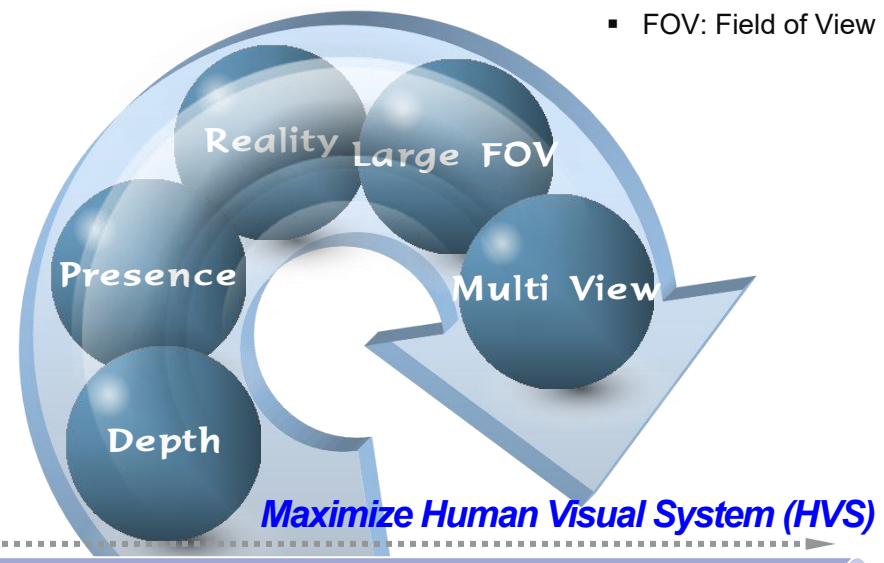 ▪ FOV: Field of View
Reality
Large FOV
Presence
Multi View
Depth
Maximize Human Visual System (HVS)